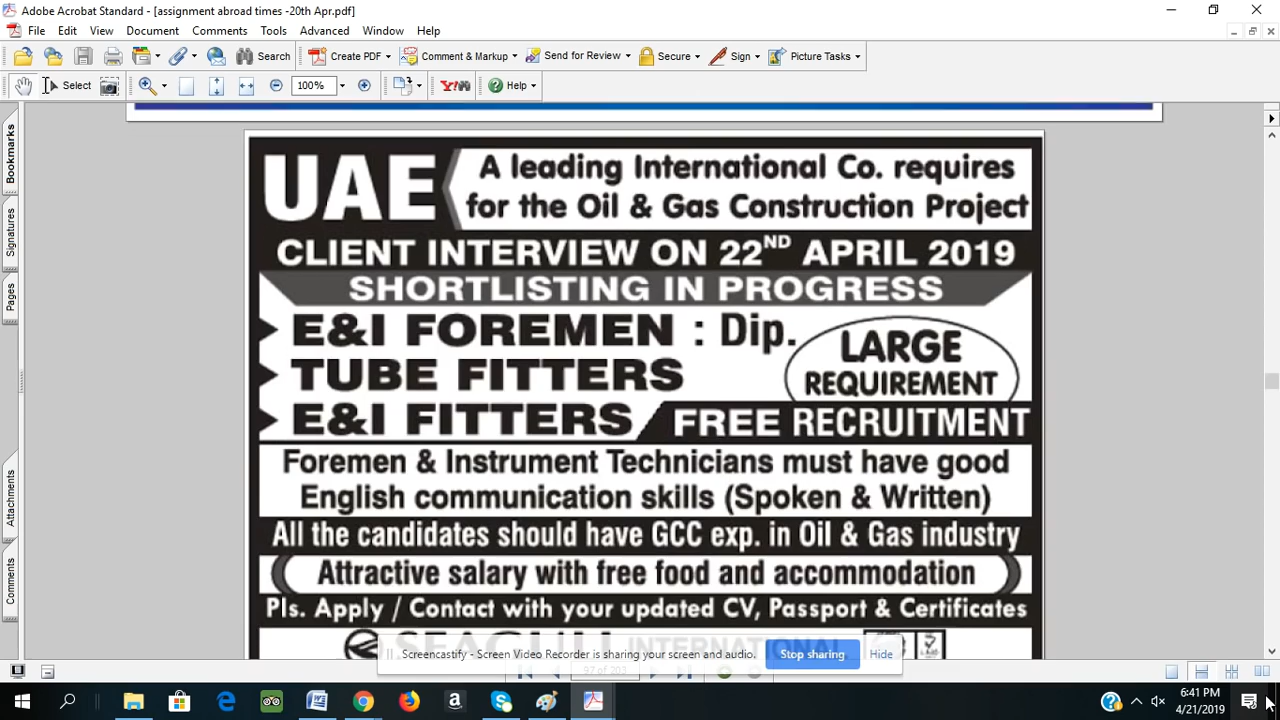 Adobe Acrobat Standard - [assignment abroad times -20th Apr.pdf]
File Edit View Document Comments Tools Advanced Window Help
Search Create PDF Comment & Markup Send for Review Secure Sign Picture Tasks
Select 100% Y! Help
Bookmarks
Signatures
Pages
Attachments
Comments
UAE
A leading International Co. requires
for the Oil & Gas Construction Project
CLIENT INTERVIEW ON 22ND APRIL 2019
SHORTLISTING IN PROGRESS
E&I FOREMEN : Dip.
TUBE FITTERS
E&I FITTERS
LARGE
REQUIREMENT
FREE RECRUITMENT
Foremen & Instrument Technicians must have good
English communication skills (Spoken & Written)
All the candidates should have GCC exp. in Oil & Gas industry
Attractive salary with free food and accommodation
Pls. Apply / Contact with your updated CV, Passport & Certificates
SEAGULL INTERNATIONAL
Screencastify - Screen Video Recorder is sharing your screen and audio. Stop sharing Hide
97 of 203
6:41 PM
4/21/2019